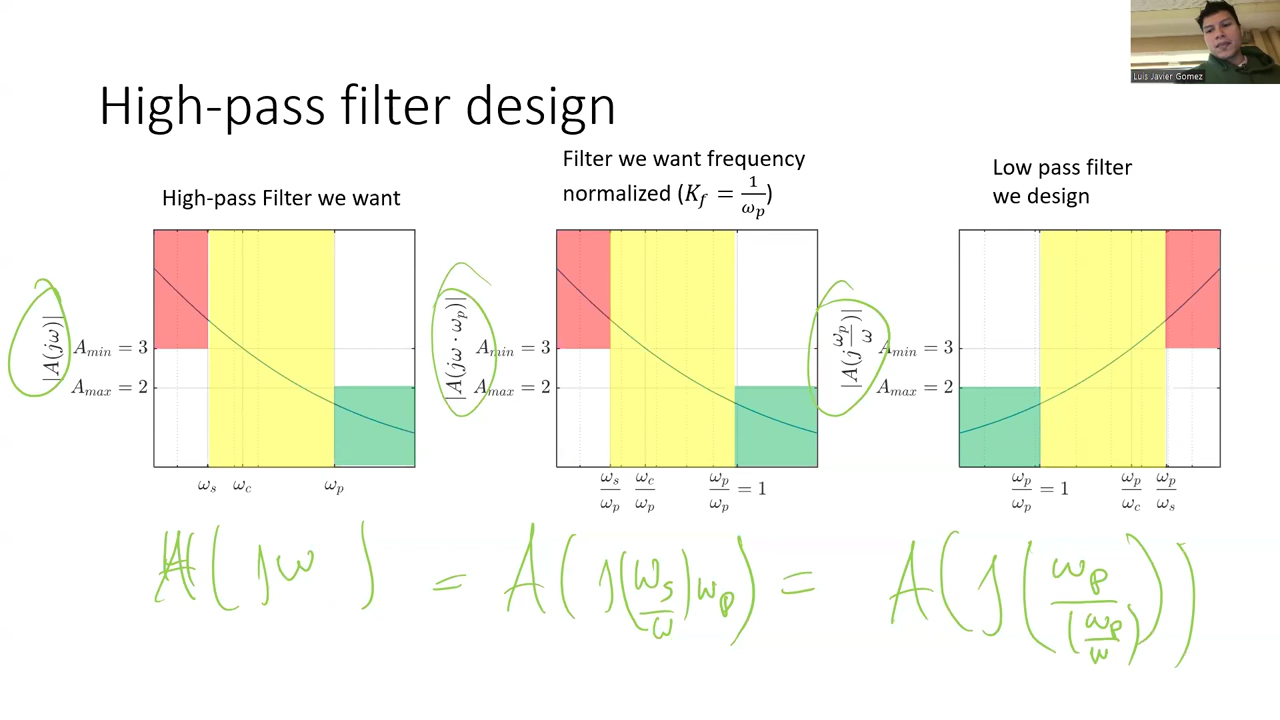 Luis Javier Gomez
High-pass filter design
High-pass Filter we want
Filter we want frequency
normalized (K_f = 1/ω_p)
Low pass filter
we design
|A(jω)|
A_min = 3
A_max = 2
ω_s ω_c ω_p
|A(jω · ω_p)|
A_min = 3
A_max = 2
ω_s/ω_p ω_c/ω_p ω_p/ω_p = 1
|A(j ω_p/ω)|
A_min = 3
A_max = 2
ω_p/ω_p = 1 ω_p/ω_c ω_p/ω_s
A(jω) = A(j(ω_s/ω)ω_p) = A(j(ω_p/(ω_p/ω)))